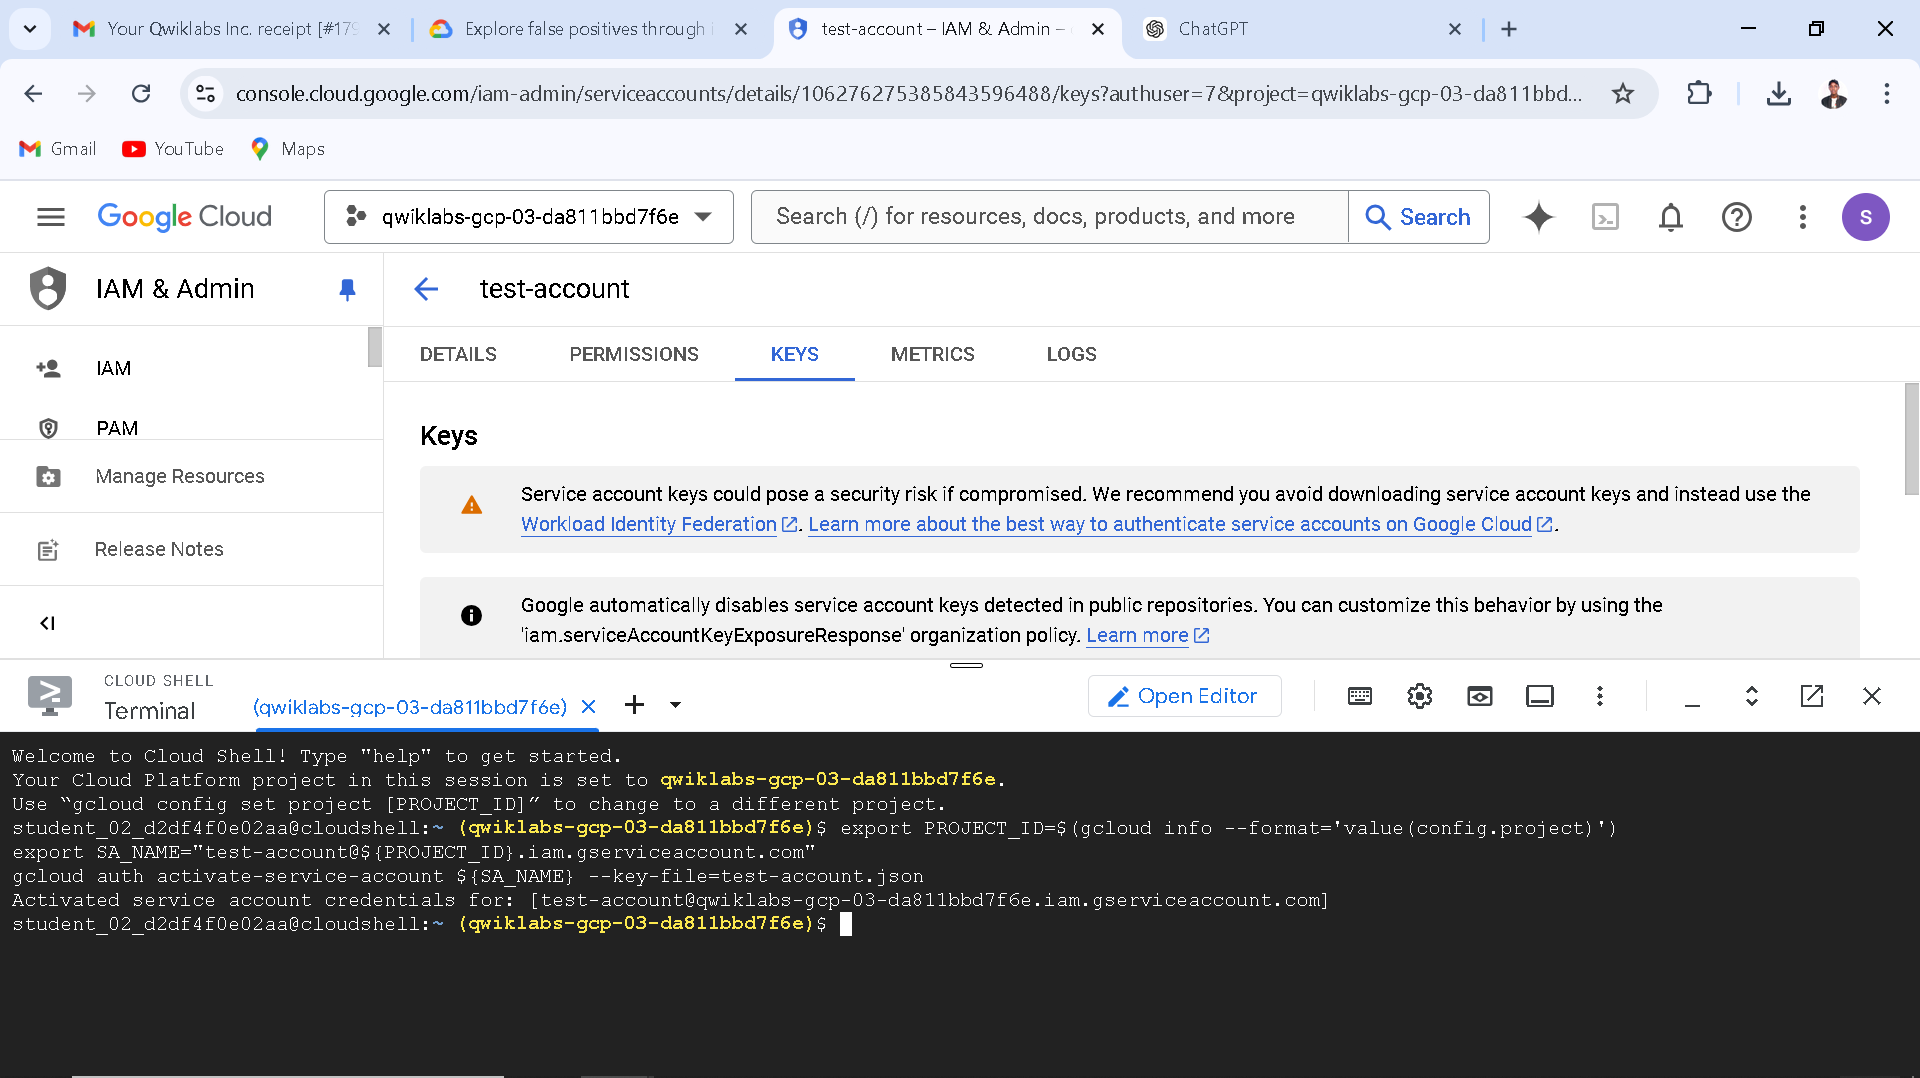 Your Qwiklabs Inc. receipt [#179
Explore false positives through i
test-account – IAM & Admin –
ChatGPT
console.cloud.google.com/iam-admin/serviceaccounts/details/106276275385843596488/keys?authuser=7&project=qwiklabs-gcp-03-da811bbd...
Gmail
YouTube
Maps
Google Cloud
qwiklabs-gcp-03-da811bbd7f6e
Search (/) for resources, docs, products, and more
Search
S
IAM & Admin
test-account
DETAILS
PERMISSIONS
KEYS
METRICS
LOGS
IAM
PAM
Manage Resources
Release Notes
Keys
Service account keys could pose a security risk if compromised. We recommend you avoid downloading service account keys and instead use the
Workload Identity Federation. Learn more about the best way to authenticate service accounts on Google Cloud.
Google automatically disables service account keys detected in public repositories. You can customize this behavior by using the
'iam.serviceAccountKeyExposureResponse' organization policy. Learn more
CLOUD SHELL
Terminal
(qwiklabs-gcp-03-da811bbd7f6e)
Open Editor
Welcome to Cloud Shell! Type "help" to get started.
Your Cloud Platform project in this session is set to qwiklabs-gcp-03-da811bbd7f6e.
Use “gcloud config set project [PROJECT_ID]” to change to a different project.
student_02_d2df4f0e02aa@cloudshell:~ (qwiklabs-gcp-03-da811bbd7f6e)$ export PROJECT_ID=$(gcloud info --format='value(config.project)')
export SA_NAME="test-account@${PROJECT_ID}.iam.gserviceaccount.com"
gcloud auth activate-service-account ${SA_NAME} --key-file=test-account.json
Activated service account credentials for: [test-account@qwiklabs-gcp-03-da811bbd7f6e.iam.gserviceaccount.com]
student_02_d2df4f0e02aa@cloudshell:~ (qwiklabs-gcp-03-da811bbd7f6e)$